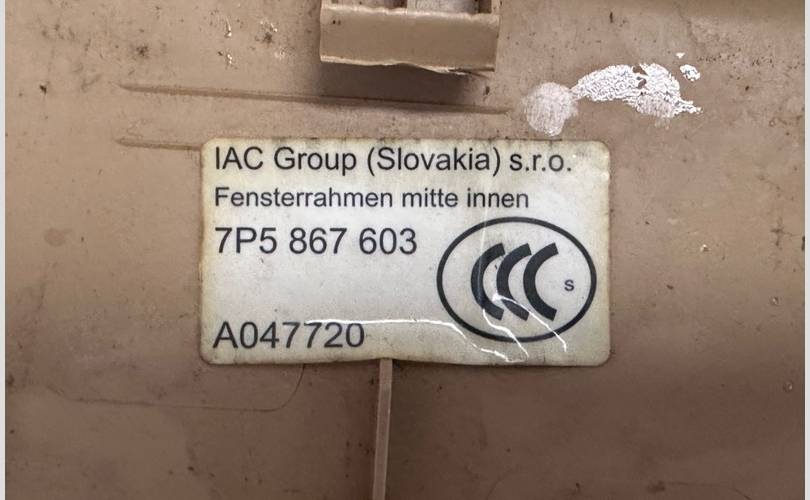 IAC Group (Slovakia) s.r.o.
Fensterrahmen mitte innen
7P5 867 603
CCC s
A047720